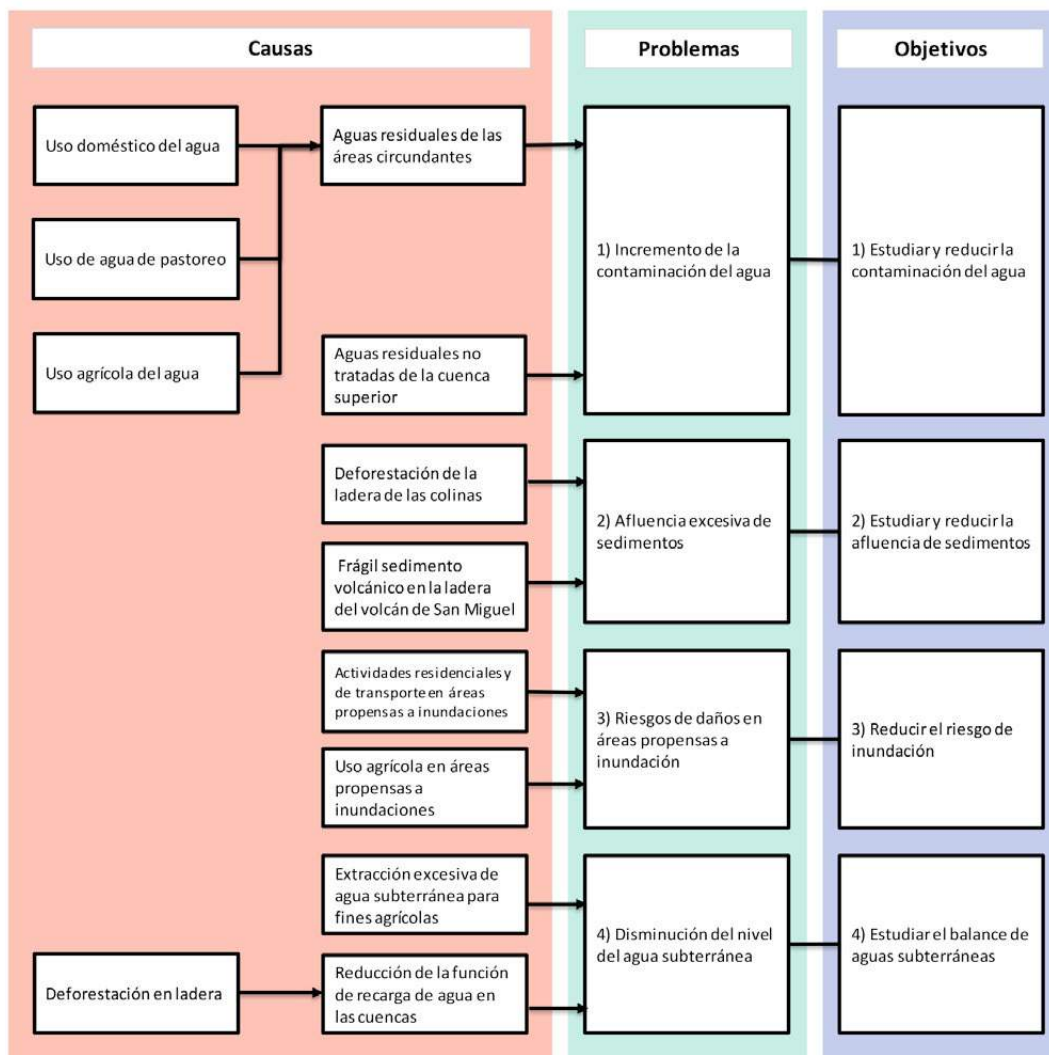 Causas
Problemas
Objetivos
Uso doméstico del agua
Uso de agua de pastoreo
Uso agrícola del agua
Aguas residuales de las
áreas circundantes
Aguas residuales no
tratadas de la cuenca
superior
1) Incremento de la
contaminación del agua
1) Estudiar y reducir la
contaminación del agua
Deforestación de la
ladera de las colinas
Frágil sedimento
volcánico en la ladera
del volcán de San Miguel
2) Afluencia excesiva de
sedimentos
2) Estudiar y reducir la
afluencia de sedimentos
Actividades residenciales y
de transporte en áreas
propensas a inundaciones
Uso agrícola en áreas
propensas a
inundaciones
3) Riesgos de daños en
áreas propensas a
inundación
3) Reducir el riesgo de
inundación
Extracción excesiva de
agua subterránea para
fines agrícolas
Deforestación en ladera
Reducción de la función
de recarga de agua en
las cuencas
4) Disminución del nivel
del agua subterránea
4) Estudiar el balance de
aguas subterráneas